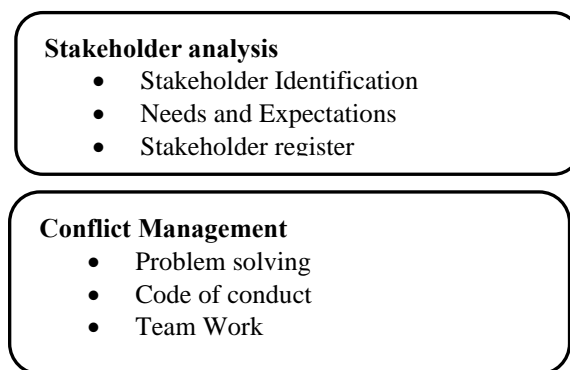 Stakeholder analysis
• Stakeholder Identification
• Needs and Expectations
• Stakeholder register
Conflict Management
• Problem solving
• Code of conduct
• Team Work